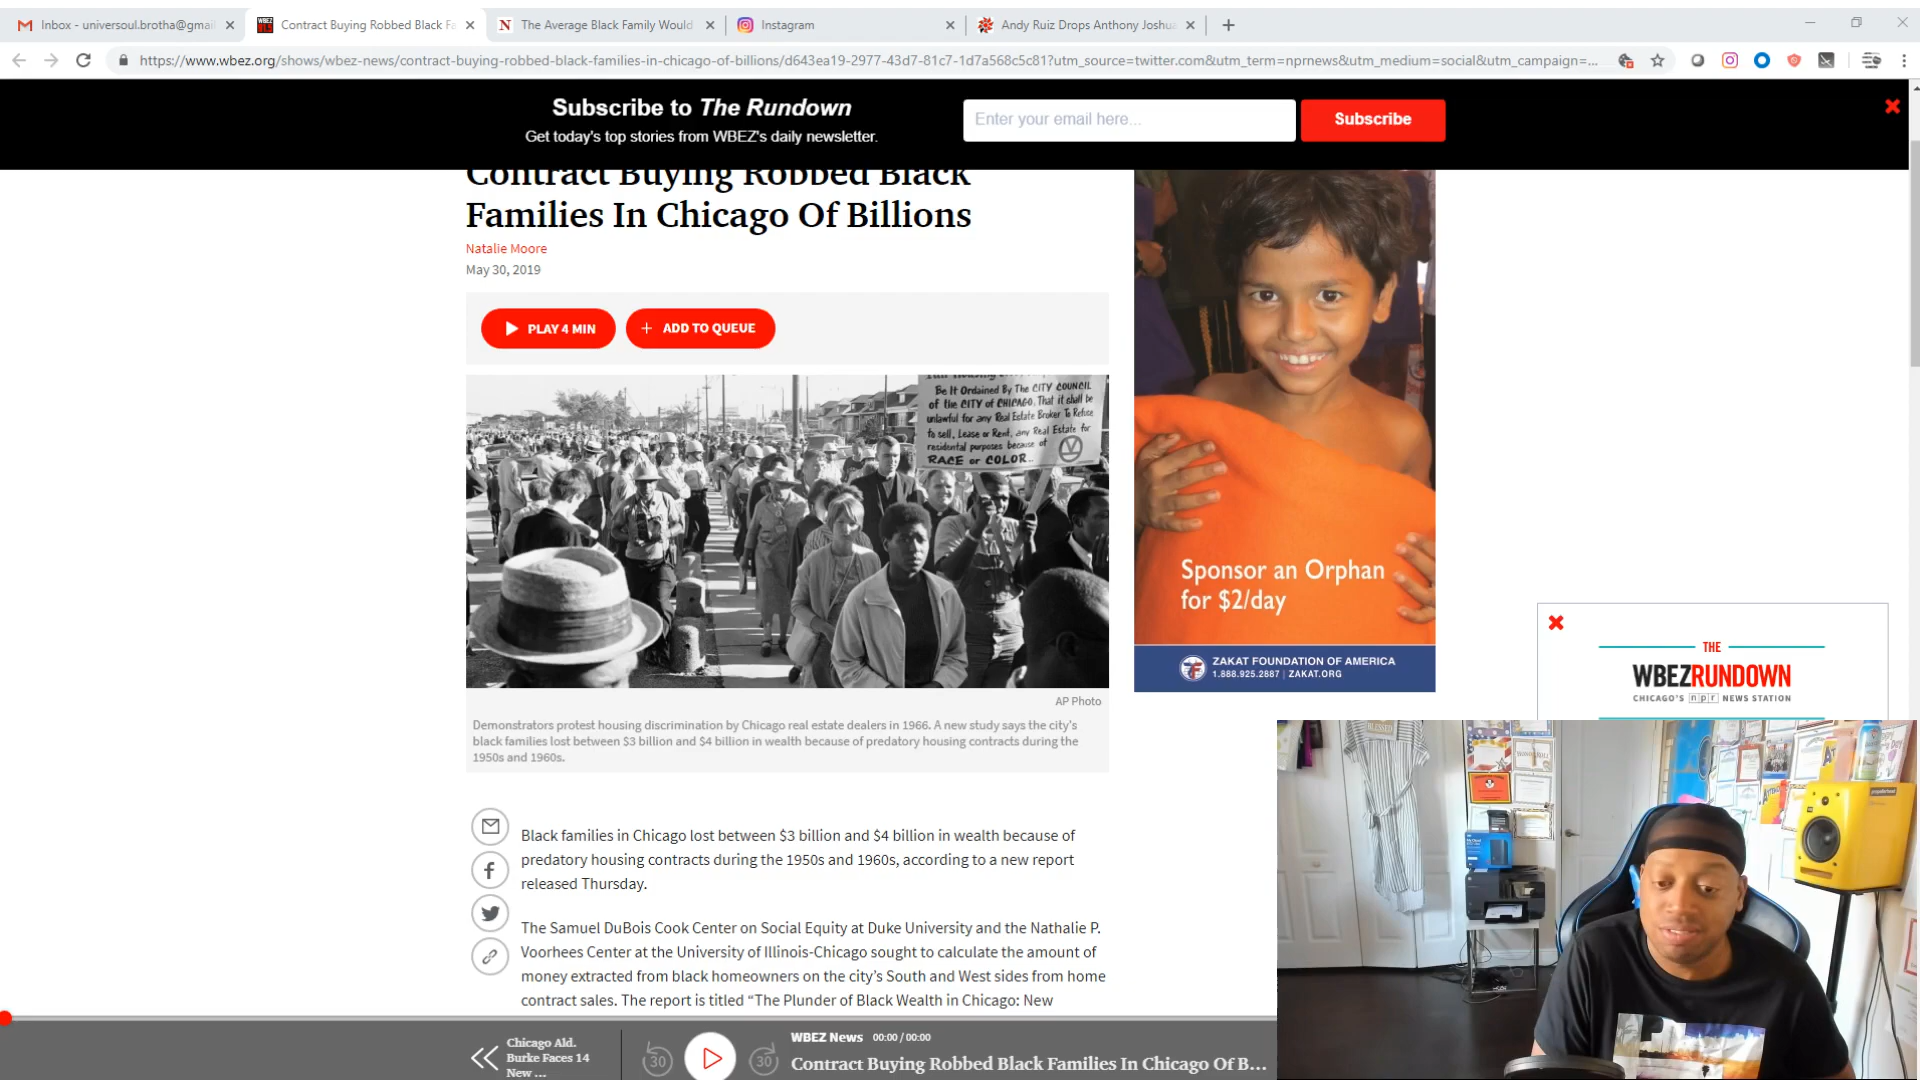 Inbox - universoul.brotha@gmai
Contract Buying Robbed Black Fa
The Average Black Family Would
Instagram
Andy Ruiz Drops Anthony Joshua
https://www.wbez.org/shows/wbez-news/contract-buying-robbed-black-families-in-chicago-of-billions/d643ea19-2977-43d7-81c7-1d7a568c5c81?utm_source=twitter.com&utm_term=nprnews&utm_medium=social&utm_campaign=...
Subscribe to The Rundown
Get today's top stories from WBEZ's daily newsletter.
Enter your email here...
Subscribe
Contract Buying Robbed Black
Families In Chicago Of Billions
Natalie Moore
May 30, 2019
PLAY 4 MIN
ADD TO QUEUE
Be It Ordained By The CITY COUNCIL
of the CITY of CHICAGO. That it shall be
unlawful for any Real Estate Broker To Refuse
to sell, Lease or Rent, any Real Estate for
residential purposes because of
RACE or COLOR...
AP Photo
Demonstrators protest housing discrimination by Chicago real estate dealers in 1966. A new study says the city's
black families lost between $3 billion and $4 billion in wealth because of predatory housing contracts during the
1950s and 1960s.
Black families in Chicago lost between $3 billion and $4 billion in wealth because of
predatory housing contracts during the 1950s and 1960s, according to a new report
released Thursday.
The Samuel DuBois Cook Center on Social Equity at Duke University and the Nathalie P.
Voorhees Center at the University of Illinois-Chicago sought to calculate the amount of
money extracted from black homeowners on the city's South and West sides from home
contract sales. The report is titled “The Plunder of Black Wealth in Chicago: New
Sponsor an Orphan
for $2/day
ZAKAT FOUNDATION OF AMERICA
1.888.925.2887 | ZAKAT.ORG
THE
WBEZRUNDOWN
CHICAGO'S npr NEWS STATION
Chicago Ald.
Burke Faces 14
New ...
30
30
WBEZ News 00:00 / 00:00
Contract Buying Robbed Black Families In Chicago Of B...